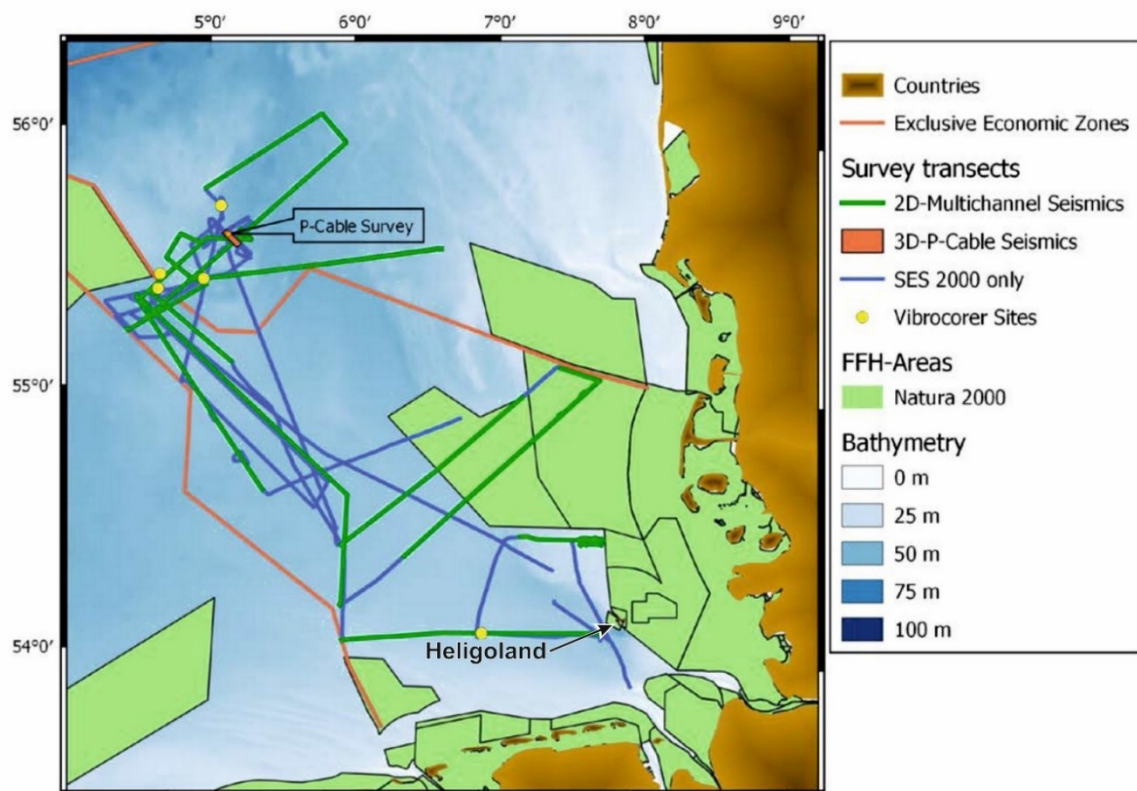 5°0′ 6°0′ 7°0′ 8°0′ 9°0′
56°0′
55°0′
54°0′
P-Cable Survey
Heligoland
Countries
Exclusive Economic Zones
Survey transects
2D-Multichannel Seismics
3D-P-Cable Seismics
SES 2000 only
Vibrocorer Sites
FFH-Areas
Natura 2000
Bathymetry
0 m
25 m
50 m
75 m
100 m